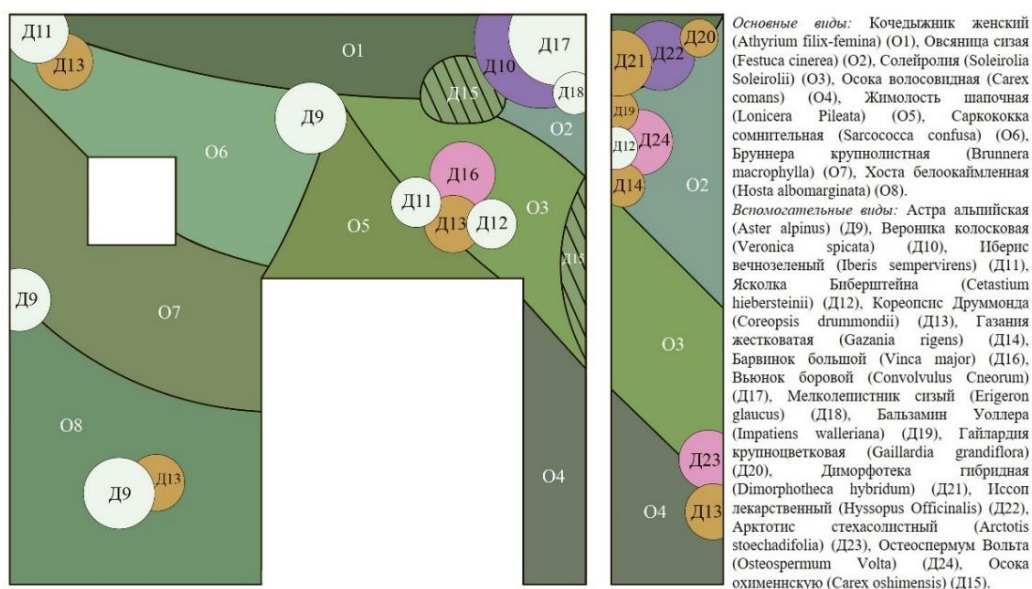 Д11
Д13
О1
Д10
Д17
Д15
Д18
О2
Д9
О6
Д16
Д11
Д13
Д12
О3
О5
Д15
Д9
О7
О8
Д9
Д13
О4
Д20
Д22
Д21
Д19
Д24
Д12
Д14
О2
О3
Д23
Д13
О4
Основные виды: Кочедыжник женский
(Athyrium filix-femina) (О1), Овсяница сизая
(Festuca cinerea) (О2), Солейролия (Soleirolia
Soleirolii) (О3), Осока волосовидная (Carex
comans) (О4), Жимолость шапочная
(Lonicera Pileata) (О5), Саркококка
сомнительная (Sarcococca confusa) (О6),
Бруннера крупнолистная (Brunnera
macrophylla) (О7), Хоста белоокаймленная
(Hosta albomarginata) (О8).
Вспомогательные виды: Астра альпийская
(Aster alpinus) (Д9), Вероника колосковая
(Veronica spicata) (Д10), Иберис
вечнозеленый (Iberis sempervirens) (Д11),
Ясколка Биберштейна (Cetastium
hiebersteinii) (Д12), Кореопсис Друммонда
(Coreopsis drummondii) (Д13), Газания
жестковатая (Gazania rigens) (Д14),
Барвинок большой (Vinca major) (Д16),
Вьюнок боровой (Convolvulus Cneorum)
(Д17), Мелколепистник сизый (Erigeron
glaucus) (Д18), Бальзамин Уоллера
(Impatiens walleriana) (Д19), Гайлардия
крупноцветковая (Gaillardia grandiflora)
(Д20), Диморфотека гибридная
(Dimorphotheca hybridum) (Д21), Иссоп
лекарственный (Hyssopus Officinalis) (Д22),
Арктотис стехасолистный (Arctotis
stoechadifolia) (Д23), Остеоспермум Вольта
(Osteospermum Volta) (Д24), Осока
охименнскую (Carex oshimensis) (Д15).